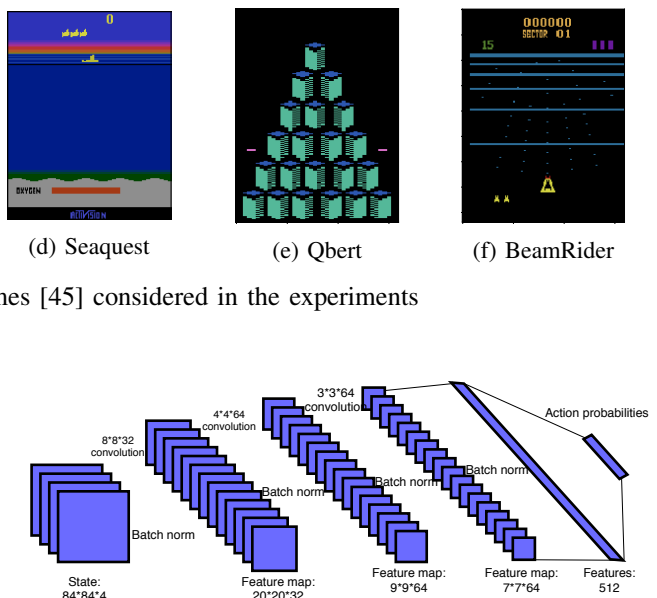 0
OXYGEN
ACTIVISION
000000
SECTOR 01
15
(d) Seaquest
(e) Qbert
(f) BeamRider
nes [45] considered in the experiments
3*3*64
convolution
4*4*64
convolution
8*8*32
convolution
Action probabilities
Batch norm
Batch norm
Batch norm
Batch norm
State:
84*84*4
Feature map:
20*20*32
Feature map:
9*9*64
Feature map:
7*7*64
Features:
512